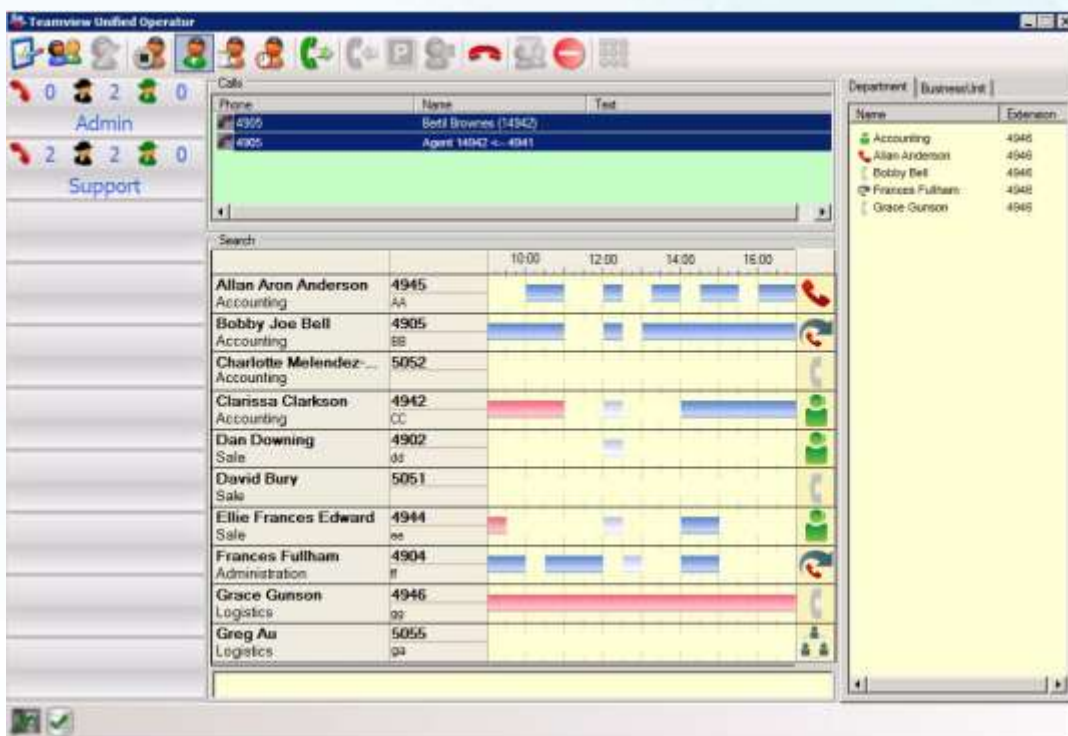 Teamview Unified Operator
0 2 0
Admin
2 2 0
Support
Calls
Phone Name Text
4905 Bertil Brownes (14942)
4905 Agent 14942 <-- 4941
Search
10:00 12:00 14:00 16:00
Allan Aron Anderson 4945
Accounting AA
Bobby Joe Bell 4905
Accounting BB
Charlotte Melendez-... 5052
Accounting
Clarissa Clarkson 4942
Accounting CC
Dan Downing 4902
Sale dd
David Bury 5051
Sale
Ellie Frances Edward 4944
Sale ee
Frances Fullham 4904
Administration ff
Grace Gunson 4946
Logistics gg
Greg Au 5055
Logistics ga
Department BusinessUnit
Name Extension
Accounting 4946
Allan Anderson 4946
Bobby Bell 4946
Frances Fullham 4946
Grace Gunson 4946